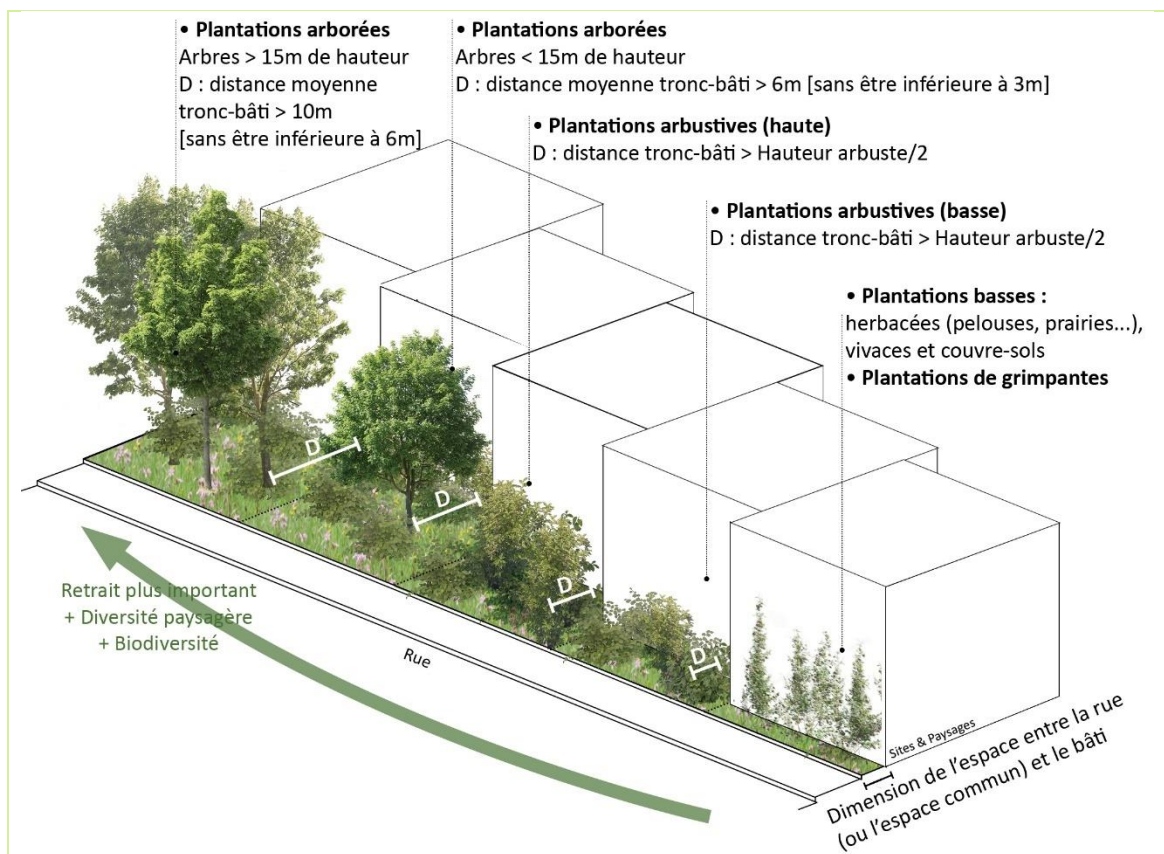 • Plantations arborées
Arbres > 15m de hauteur
D : distance moyenne
tronc-bâti > 10m
[sans être inférieure à 6m]
• Plantations arborées
Arbres < 15m de hauteur
D : distance moyenne tronc-bâti > 6m [sans être inférieure à 3m]
• Plantations arbustives (haute)
D : distance tronc-bâti > Hauteur arbuste/2
• Plantations arbustives (basse)
D : distance tronc-bâti > Hauteur arbuste/2
• Plantations basses :
herbacées (pelouses, prairies...),
vivaces et couvre-sols
• Plantations de grimpantes
D
D
D
D
Retrait plus important
+ Diversité paysagère
+ Biodiversité
Rue
Sites & Paysages
Dimension de l'espace entre la rue
(ou l'espace commun) et le bâti